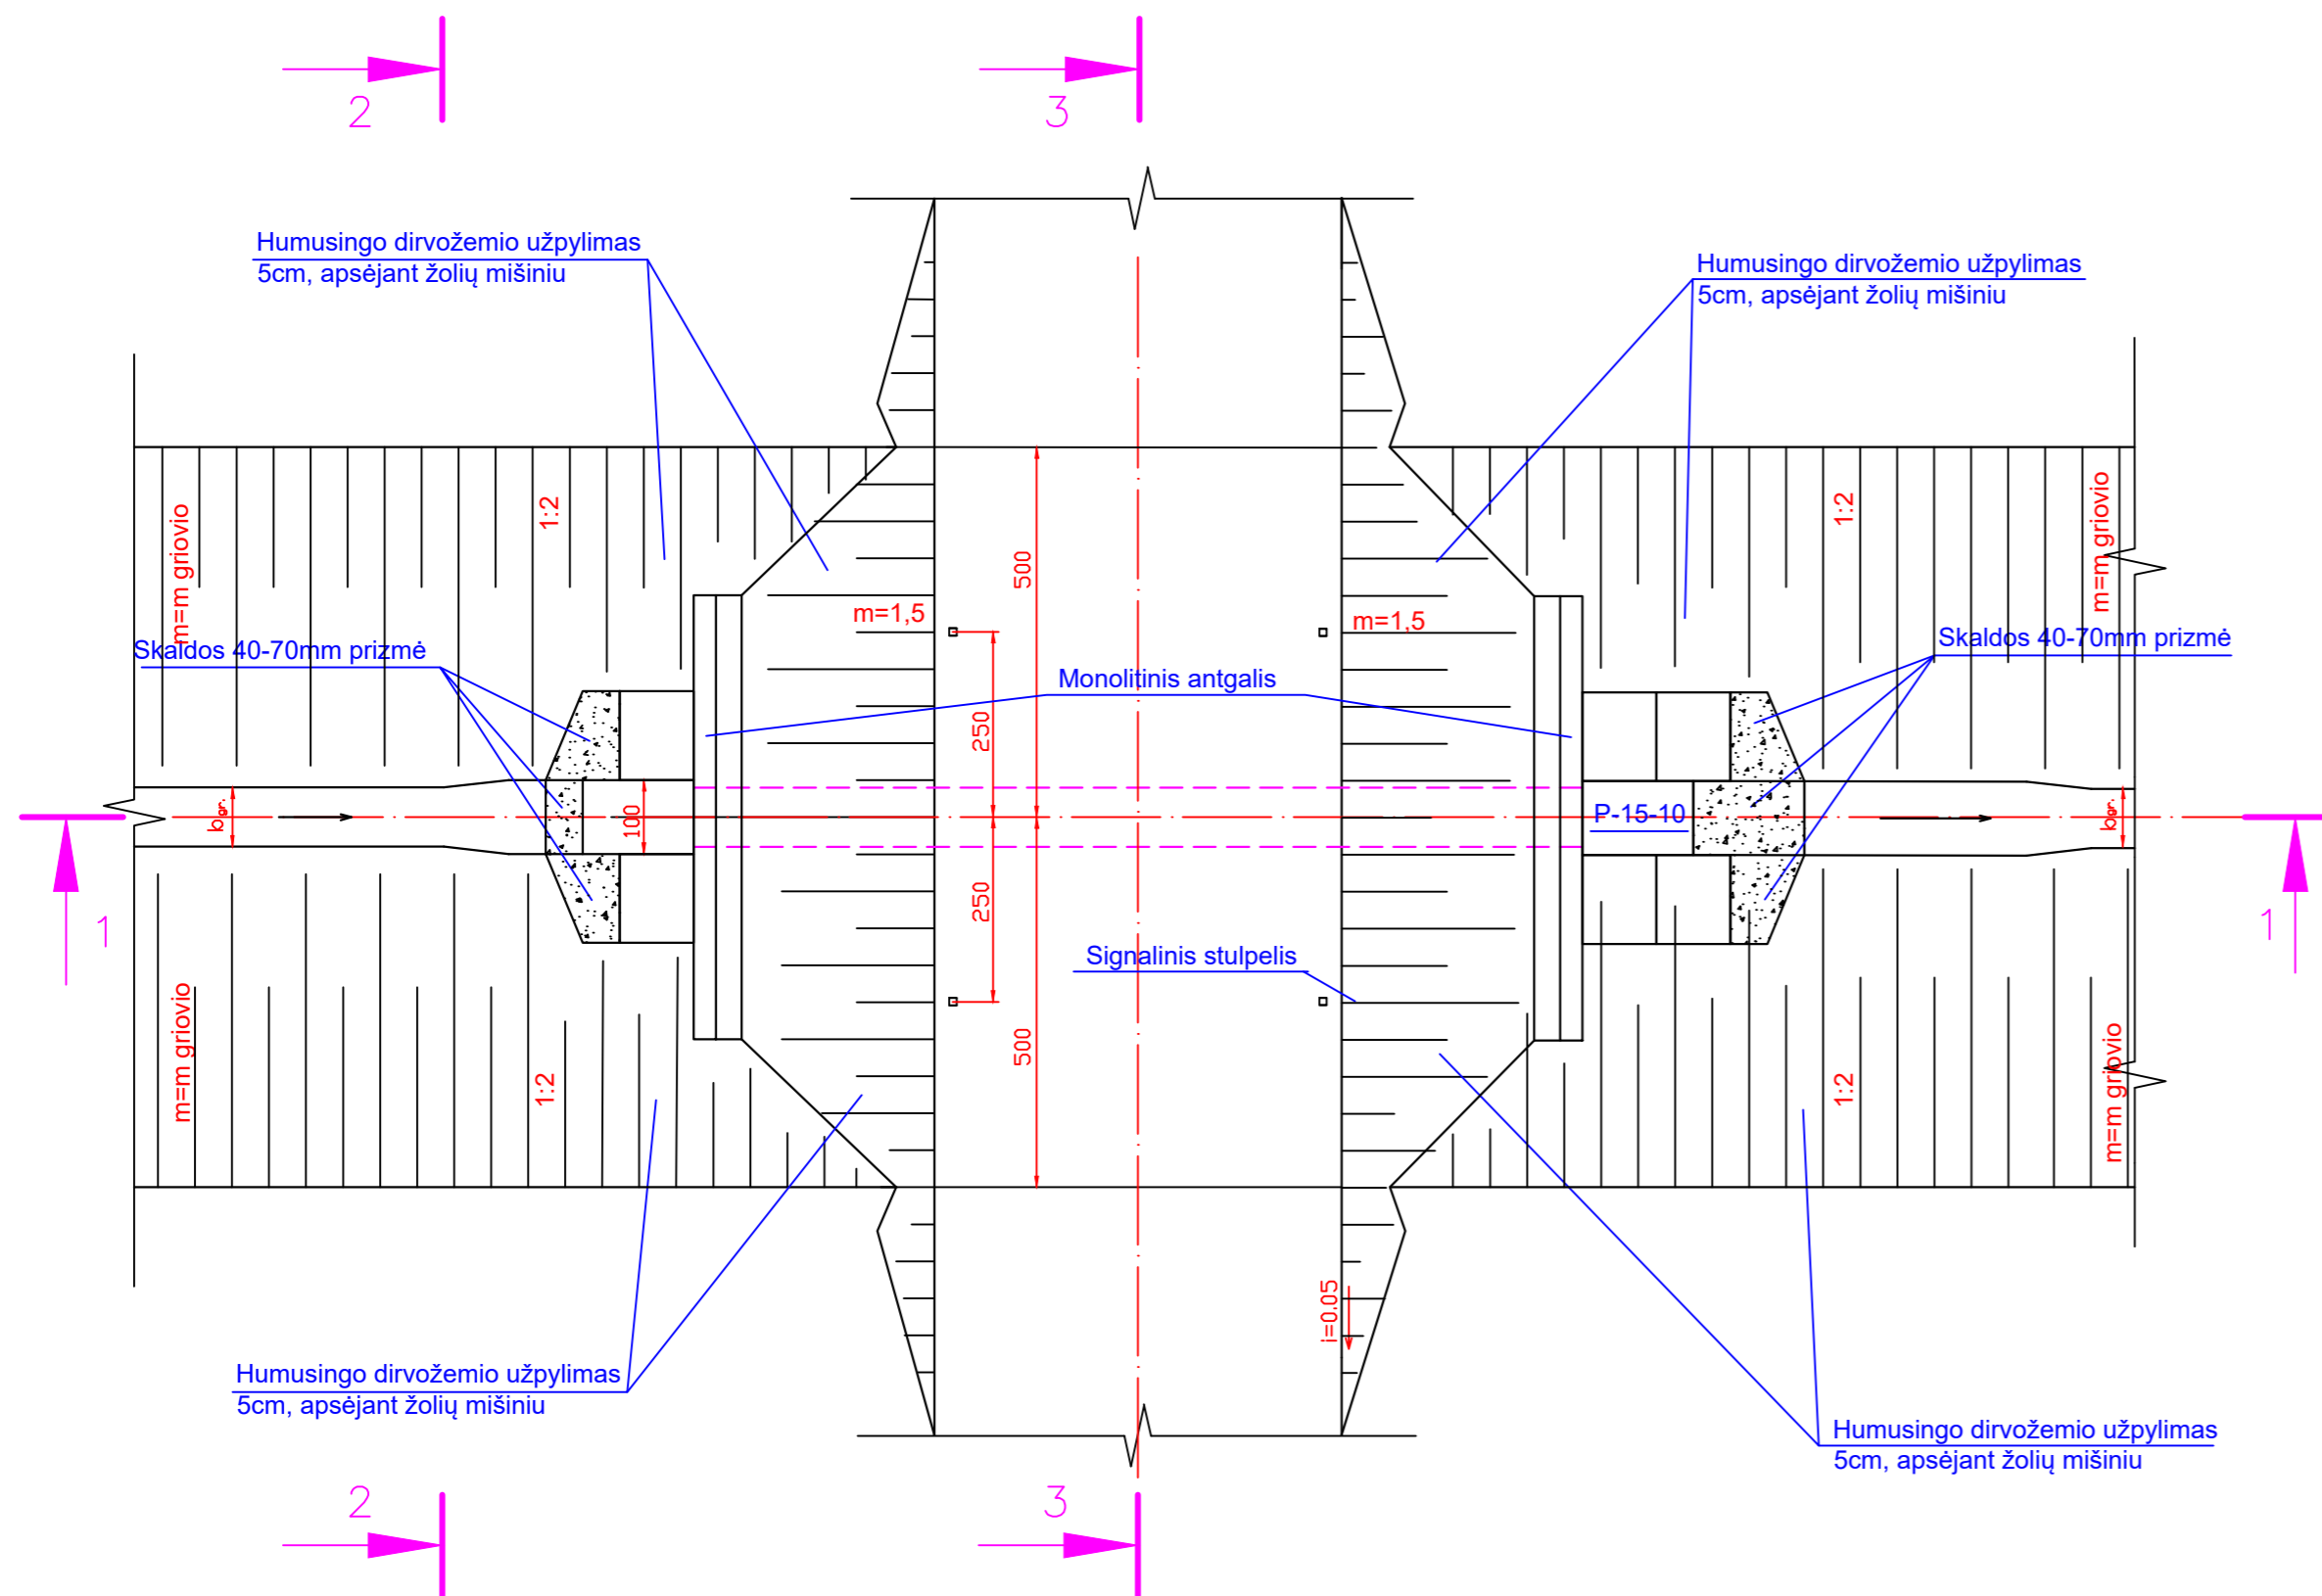 2
3
Humusingo dirvožemio užpylimas
5cm, apsėjant žolių mišiniu
Humusingo dirvožemio užpylimas
5cm, apsėjant žolių mišiniu
m=m griovio
1:2
500
1:2
m=m griovio
m=1,5
m=1,5
Skaldos 40-70mm prizmė
Skaldos 40-70mm prizmė
Monolitinis antgalis
250
bgr.
100
P-15-10
bgr.
1
250
1
Signalinis stulpelis
m=m griovio
1:2
500
1:2
m=m griovio
i=0.05
Humusingo dirvožemio užpylimas
5cm, apsėjant žolių mišiniu
Humusingo dirvožemio užpylimas
5cm, apsėjant žolių mišiniu
2
3